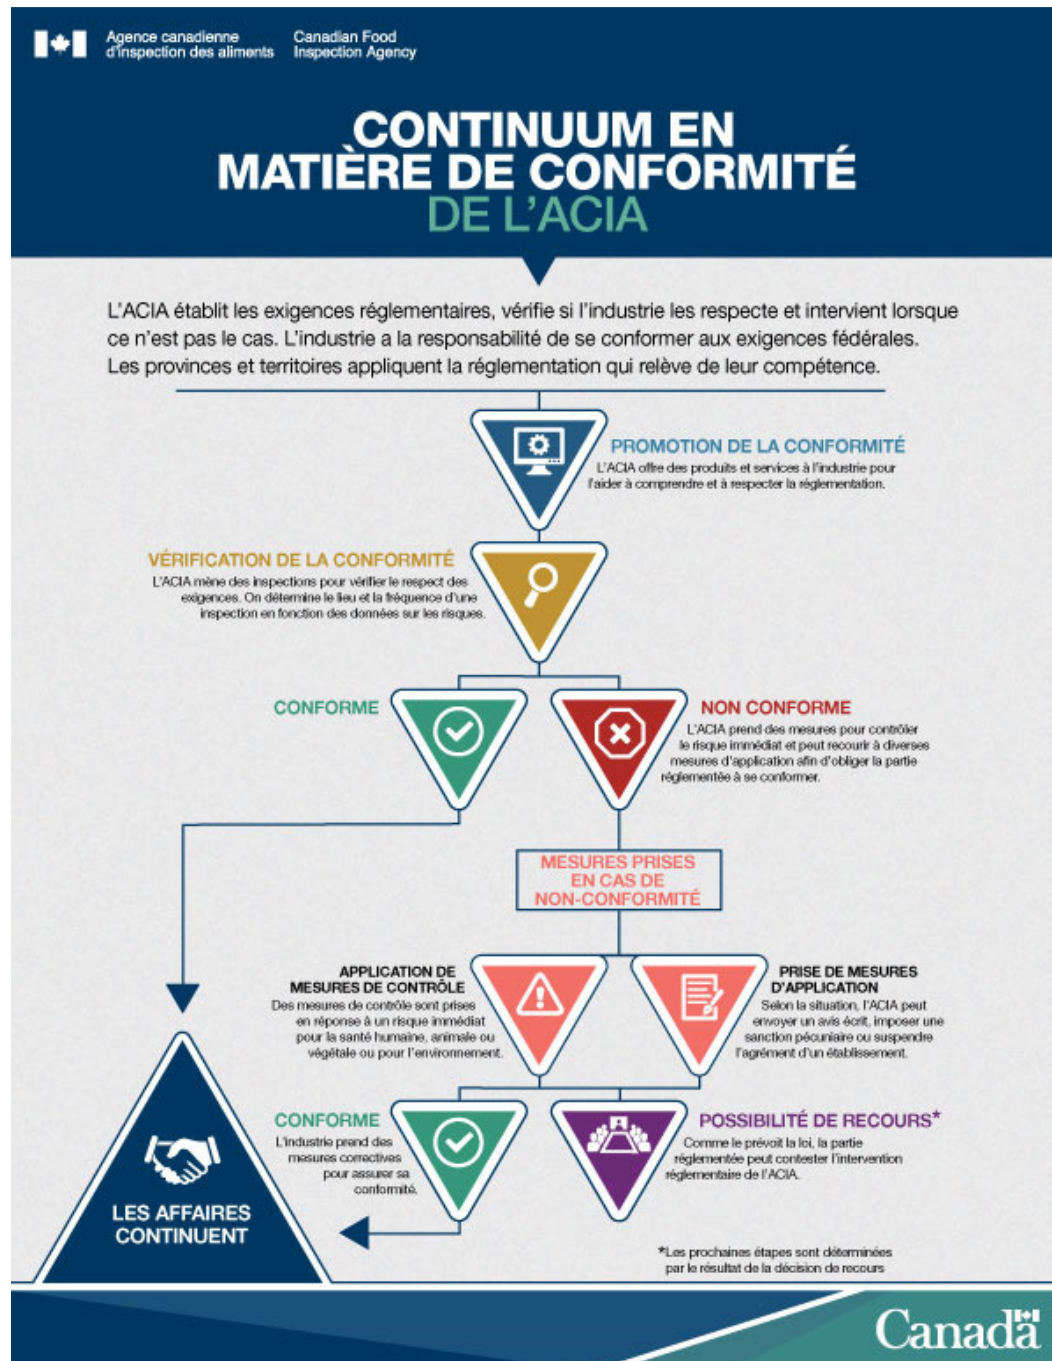 Agence canadienne
d'inspection des aliments
Canadian Food
Inspection Agency
CONTINUUM EN
MATIÈRE DE CONFORMITÉ
DE L'ACIA
L'ACIA établit les exigences réglementaires, vérifie si l'industrie les respecte et intervient lorsque
ce n'est pas le cas. L'industrie a la responsabilité de se conformer aux exigences fédérales.
Les provinces et territoires appliquent la réglementation qui relève de leur compétence.
PROMOTION DE LA CONFORMITÉ
L'ACIA offre des produits et services à l'industrie pour
l'aider à comprendre et à respecter la réglementation.
VÉRIFICATION DE LA CONFORMITÉ
L'ACIA mène des inspections pour vérifier le respect des
exigences. On détermine le lieu et la fréquence d'une
inspection en fonction des données sur les risques.
CONFORME
NON CONFORME
L'ACIA prend des mesures pour contrôler
le risque immédiat et peut recourir à diverses
mesures d'application afin d'obliger la partie
réglementée à se conformer.
MESURES PRISES
EN CAS DE
NON-CONFORMITÉ
APPLICATION DE
MESURES DE CONTRÔLE
Des mesures de contrôle sont prises
en réponse à un risque immédiat
pour la santé humaine, animale ou
végétale ou pour l'environnement.
PRISE DE MESURES
D'APPLICATION
Selon la situation, l'ACIA peut
envoyer un avis écrit, imposer une
sanction pécuniaire ou suspendre
l'agrément d'un établissement.
CONFORME
L'industrie prend des
mesures correctives
pour assurer sa
conformité.
POSSIBILITÉ DE RECOURS*
Comme le prévoit la loi, la partie
réglementée peut contester l'intervention
réglementaire de l'ACIA.
LES AFFAIRES
CONTINUENT
*Les prochaines étapes sont déterminées
par le résultat de la décision de recours
Canada